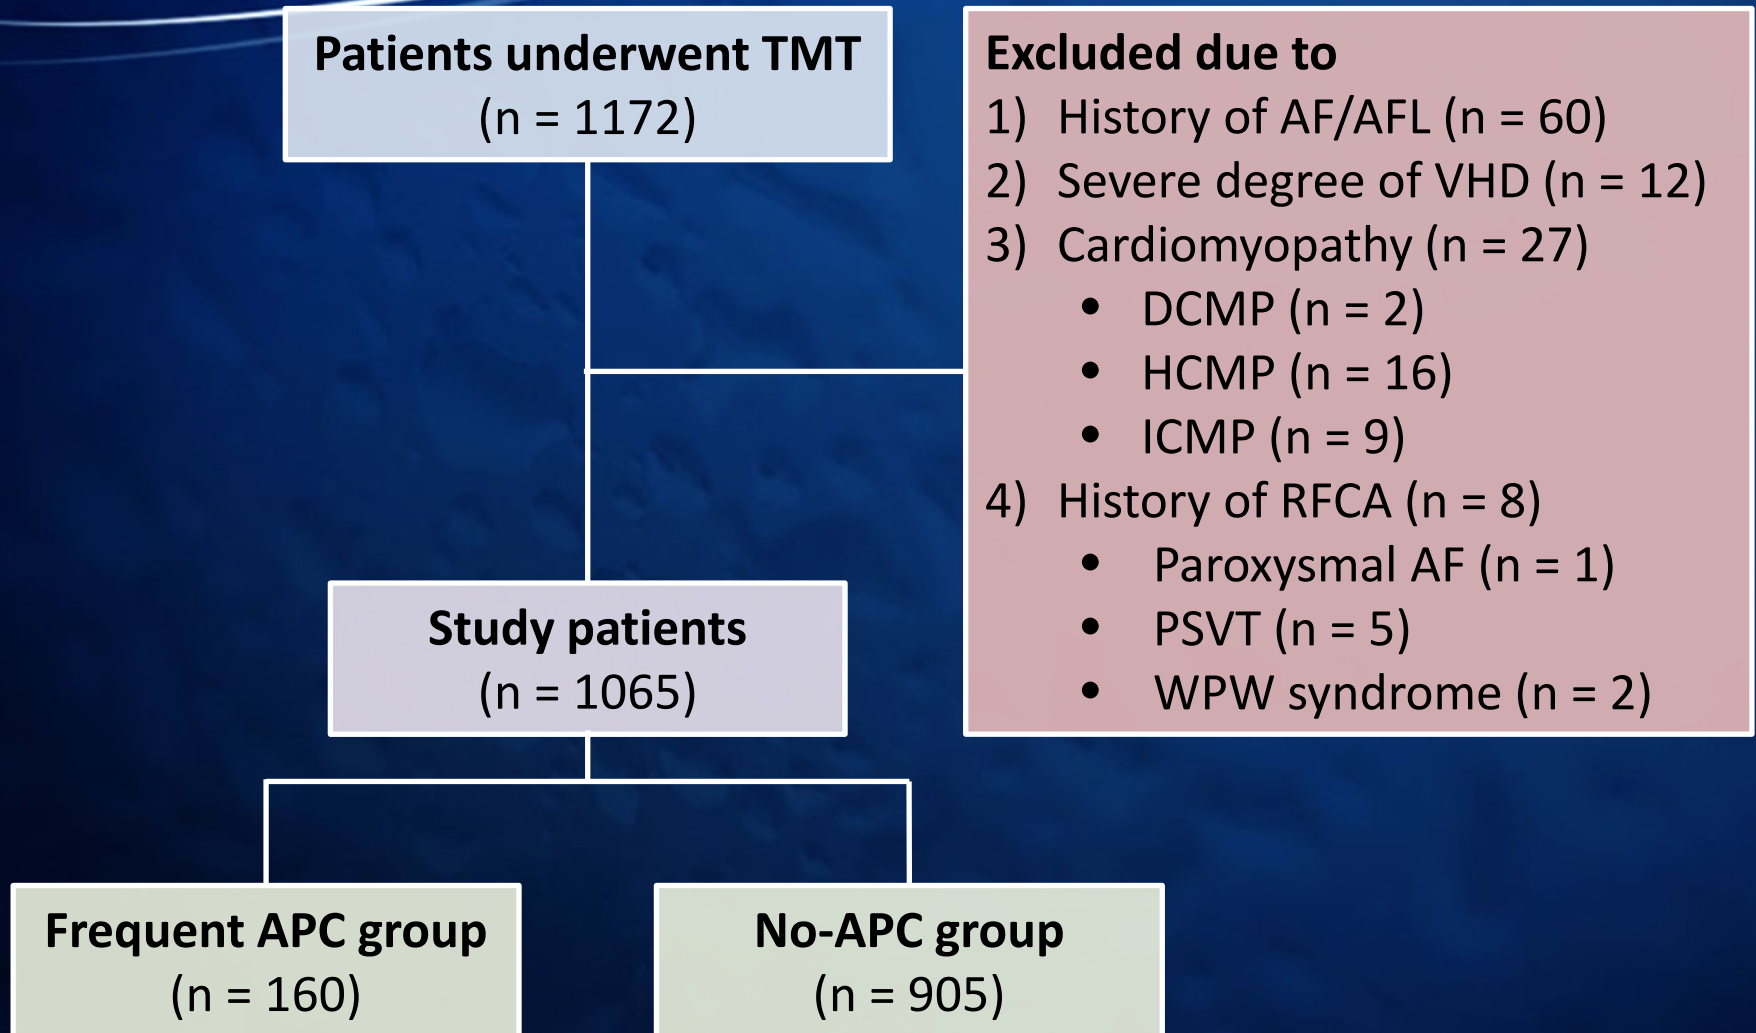 Patients underwent TMT
(n = 1172)
Excluded due to
1) History of AF/AFL (n = 60)
2) Severe degree of VHD (n = 12)
3) Cardiomyopathy (n = 27)
• DCMP (n = 2)
• HCMP (n = 16)
• ICMP (n = 9)
4) History of RFCA (n = 8)
• Paroxysmal AF (n = 1)
• PSVT (n = 5)
• WPW syndrome (n = 2)
Study patients
(n = 1065)
Frequent APC group
(n = 160)
No-APC group
(n = 905)